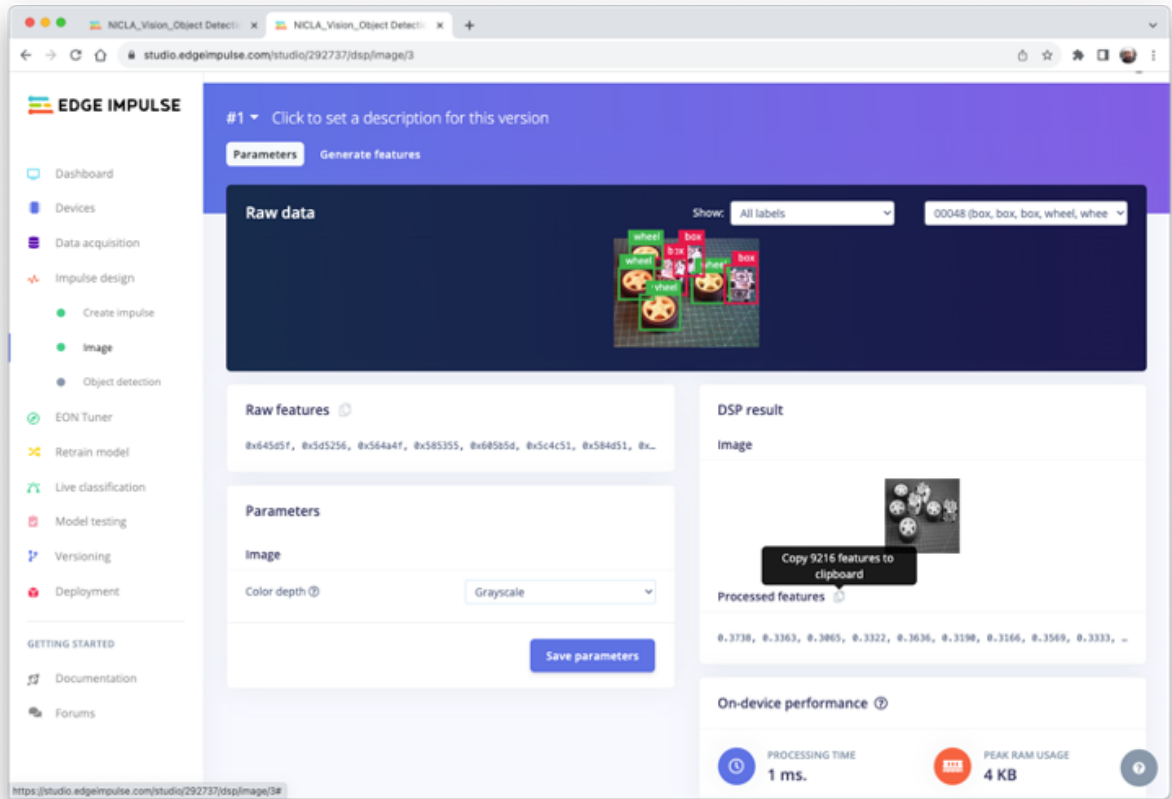 NICLA_Vision_Object Detecti
NICLA_Vision_Object Detectic
studio.edgeimpulse.com/studio/292737/dsp/image/3
EDGE IMPULSE
#1 Click to set a description for this version
Parameters
Generate features
Dashboard
Devices
Data acquisition
Impulse design
Create impulse
Image
Object detection
EON Tuner
Retrain model
Live classification
Model testing
Versioning
Deployment
GETTING STARTED
Documentation
Forums
Raw data
Show: All labels
00048 (box, box, box, wheel, whee
wheel
box
wheel
box
Raw features
0x645d5f, 0x5d5256, 0x564a4f, 0x585355, 0x605b5d, 0x5c4c51, 0x584d51, 0x…
Parameters
Image
Color depth
Grayscale
Save parameters
DSP result
Image
Copy 9216 features to
clipboard
Processed features
0.3738, 0.3363, 0.3065, 0.3322, 0.3636, 0.3190, 0.3166, 0.3569, 0.3333, …
On-device performance
PROCESSING TIME
1 ms.
PEAK RAM USAGE
4 KB
https://studio.edgeimpulse.com/studio/292737/dsp/image/3#